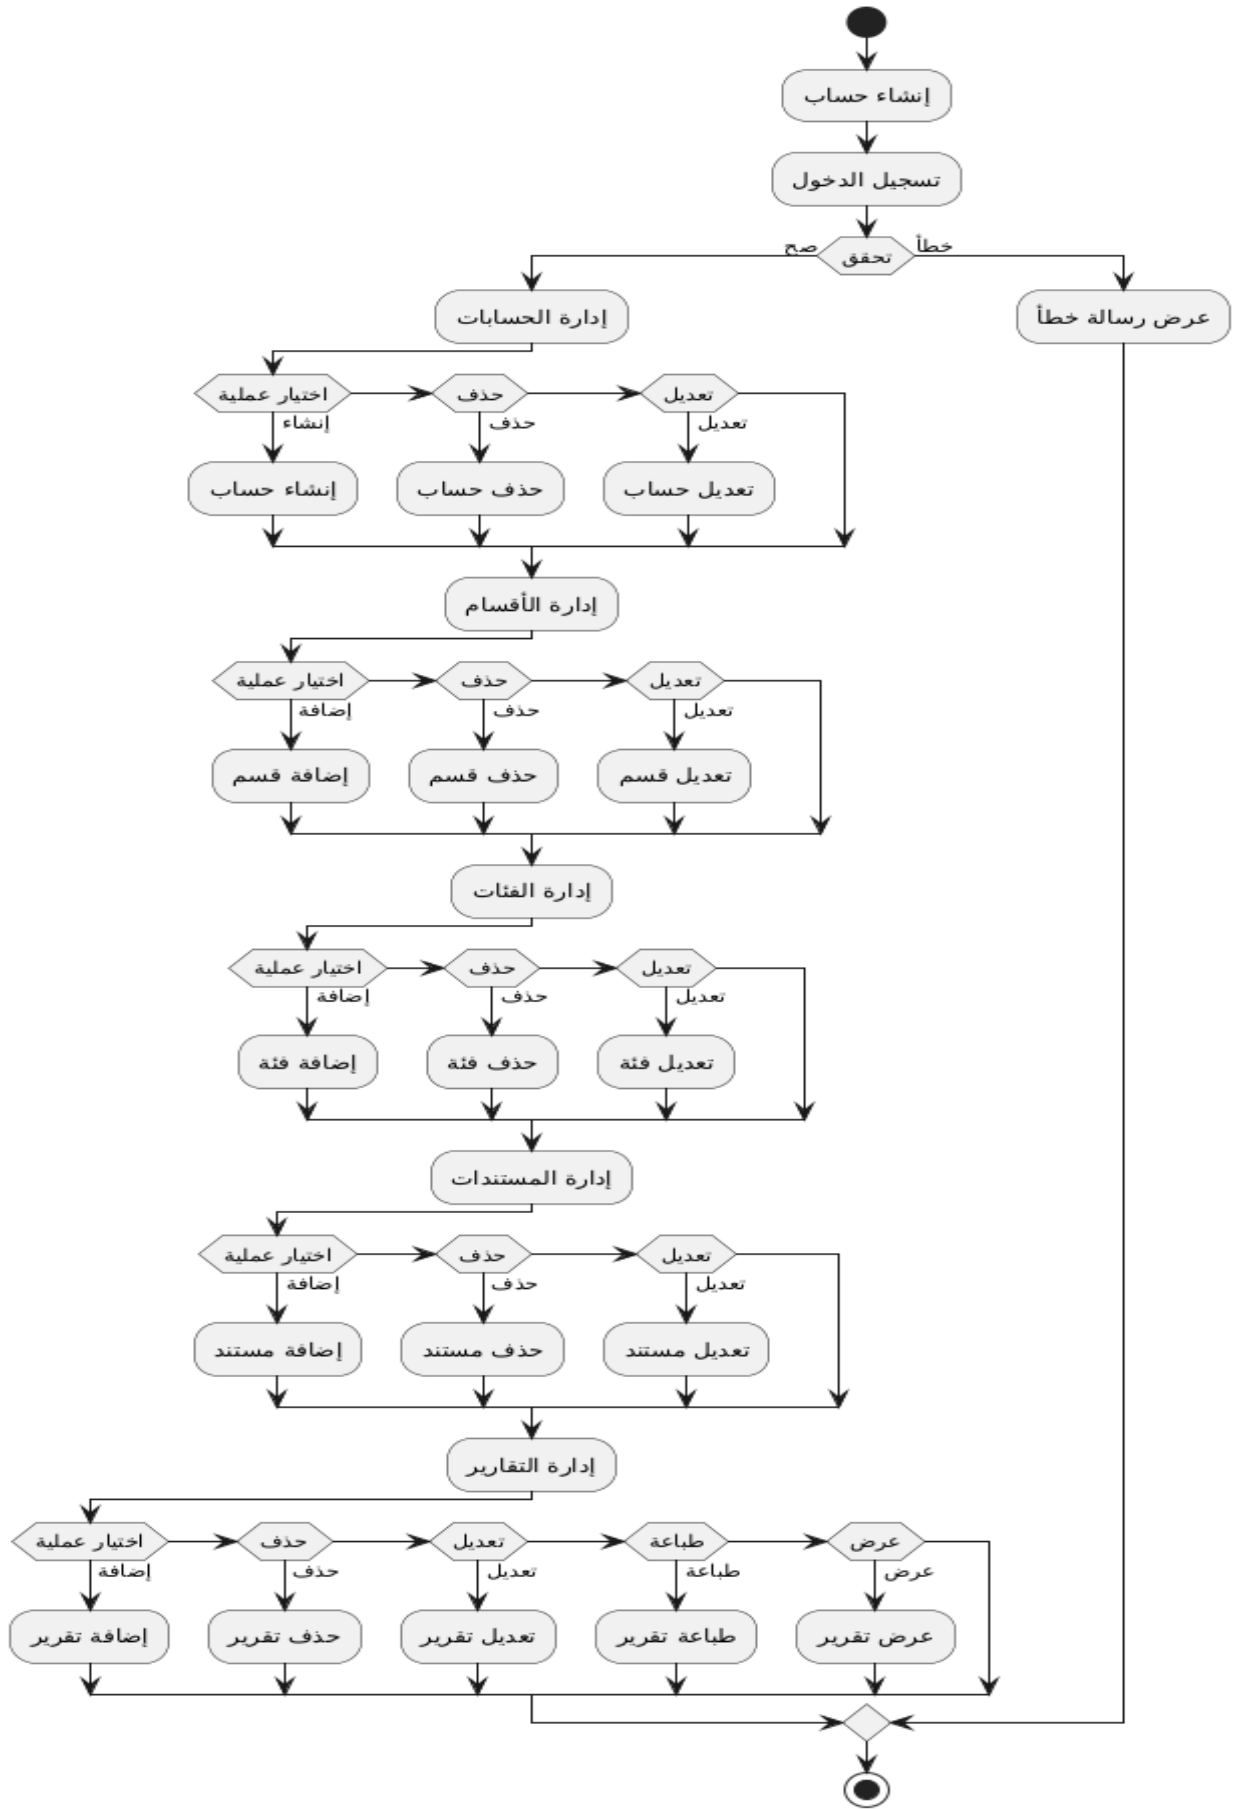 إنشاء حساب
تسجيل الدخول
تحقق
صح
خطأ
إدارة الحسابات
عرض رسالة خطأ
اختيار عملية
حذف
تعديل
إنشاء
حذف
تعديل
إنشاء حساب
حذف حساب
تعديل حساب
إدارة الأقسام
اختيار عملية
حذف
تعديل
إضافة
حذف
تعديل
إضافة قسم
حذف قسم
تعديل قسم
إدارة الفئات
اختيار عملية
حذف
تعديل
إضافة
حذف
تعديل
إضافة فئة
حذف فئة
تعديل فئة
إدارة المستندات
اختيار عملية
حذف
تعديل
إضافة
حذف
تعديل
إضافة مستند
حذف مستند
تعديل مستند
إدارة التقارير
اختيار عملية
حذف
تعديل
طباعة
عرض
إضافة
حذف
تعديل
طباعة
عرض
إضافة تقرير
حذف تقرير
تعديل تقرير
طباعة تقرير
عرض تقرير